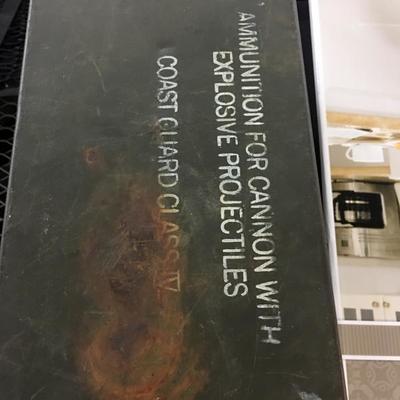 AMMUNITION FOR CANNON WITH
EXPLOSIVE PROJECTILES
COAST GUARD CLASS IV